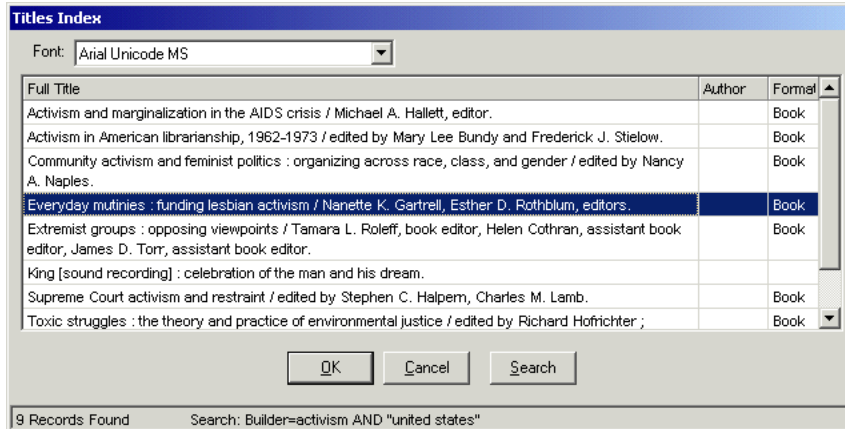 Titles Index
Font: Arial Unicode MS
Full Title Author Format
Activism and marginalization in the AIDS crisis / Michael A. Hallett, editor. Book
Activism in American librarianship, 1962-1973 / edited by Mary Lee Bundy and Frederick J. Stielow. Book
Community activism and feminist politics : organizing across race, class, and gender / edited by Nancy Book
A. Naples.
Everyday mutinies : funding lesbian activism / Nanette K. Gartrell, Esther D. Rothblum, editors. Book
Extremist groups : opposing viewpoints / Tamara L. Roleff, book editor, Helen Cothran, assistant book Book
editor, James D. Torr, assistant book editor.
King [sound recording] : celebration of the man and his dream.
Supreme Court activism and restraint / edited by Stephen C. Halpern, Charles M. Lamb. Book
Toxic struggles : the theory and practice of environmental justice / edited by Richard Hofrichter ; Book
OK Cancel Search
9 Records Found Search: Builder=activism AND "united states"